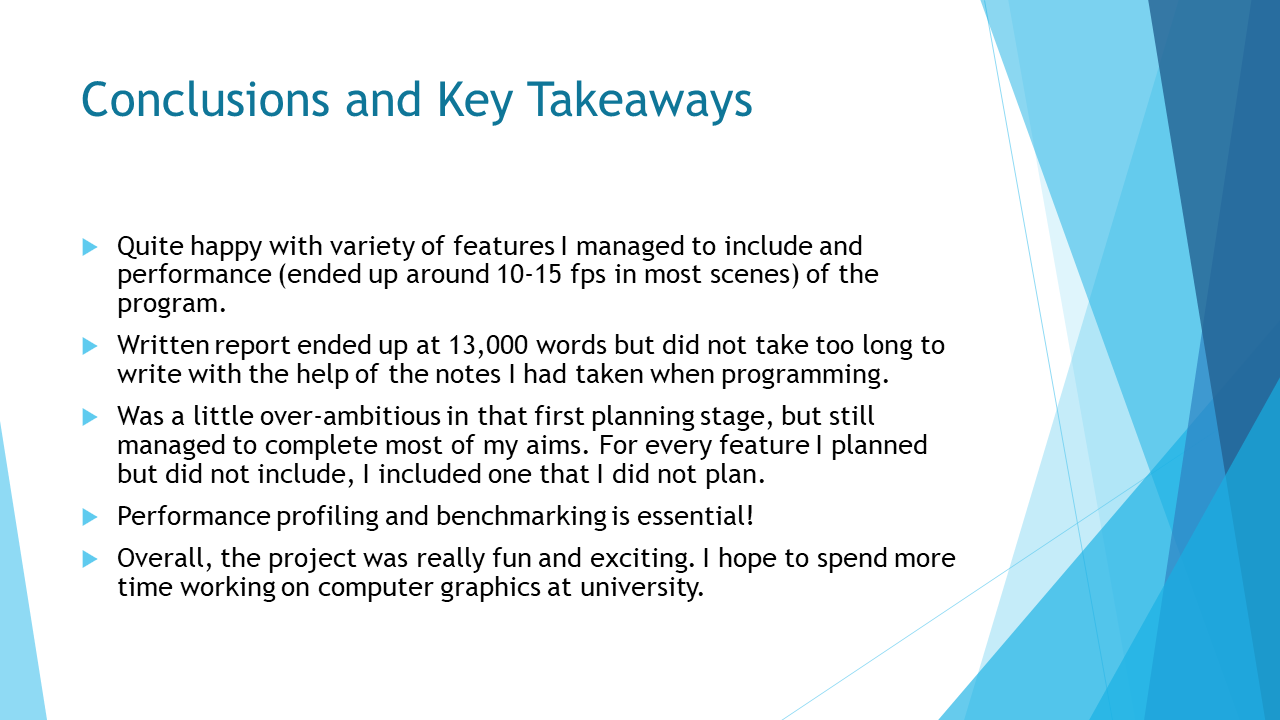 Conclusions and Key Takeaways
Quite happy with variety of features I managed to include and
performance (ended up around 10-15 fps in most scenes) of the
program.
Written report ended up at 13,000 words but did not take too long to
write with the help of the notes I had taken when programming.
Was a little over-ambitious in that first planning stage, but still
managed to complete most of my aims. For every feature I planned
but did not include, I included one that I did not plan.
Performance profiling and benchmarking is essential!
Overall, the project was really fun and exciting. I hope to spend more
time working on computer graphics at university.